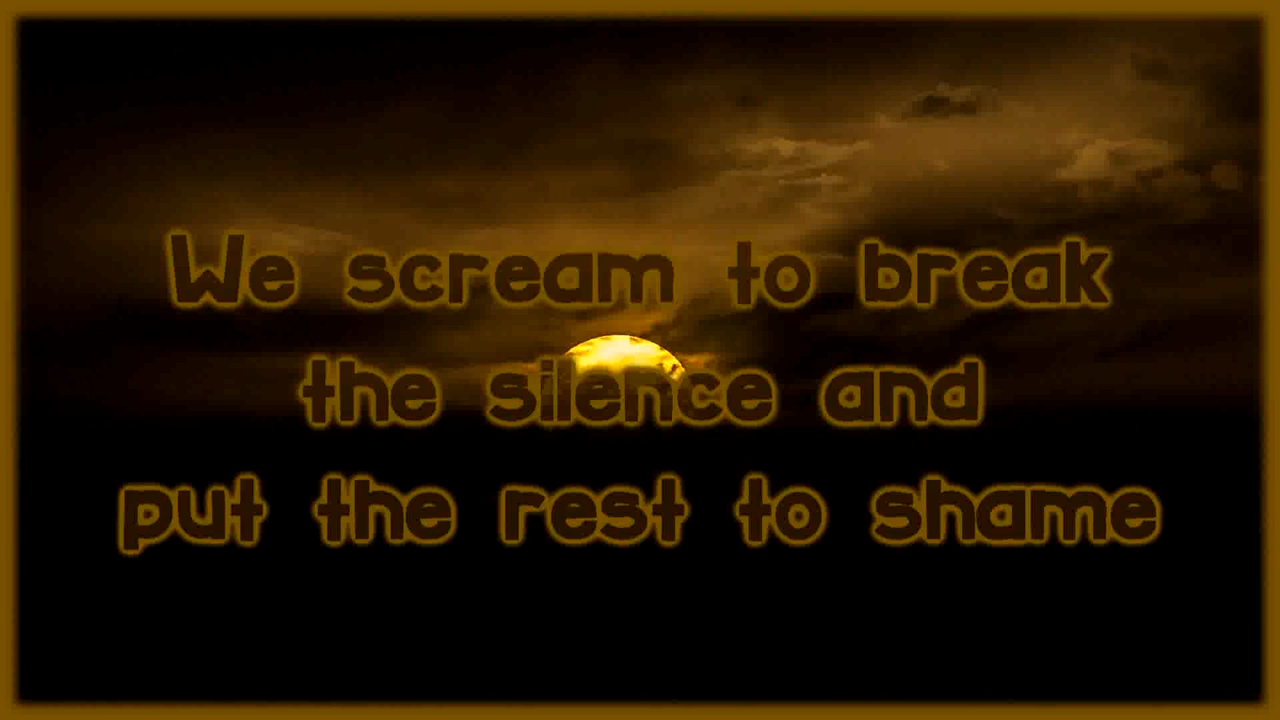 We scream to break
the silence and
put the rest to shame